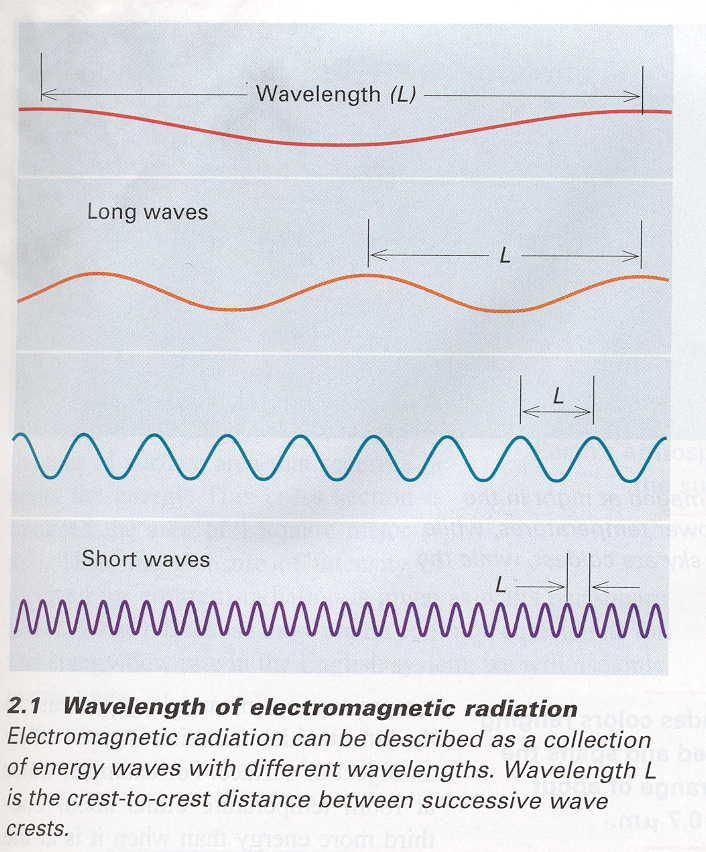 Wavelength (L)
Long waves
L
L
Short waves
L
2.1 Wavelength of electromagnetic radiation
Electromagnetic radiation can be described as a collection
of energy waves with different wavelengths. Wavelength L
is the crest-to-crest distance between successive wave
crests.